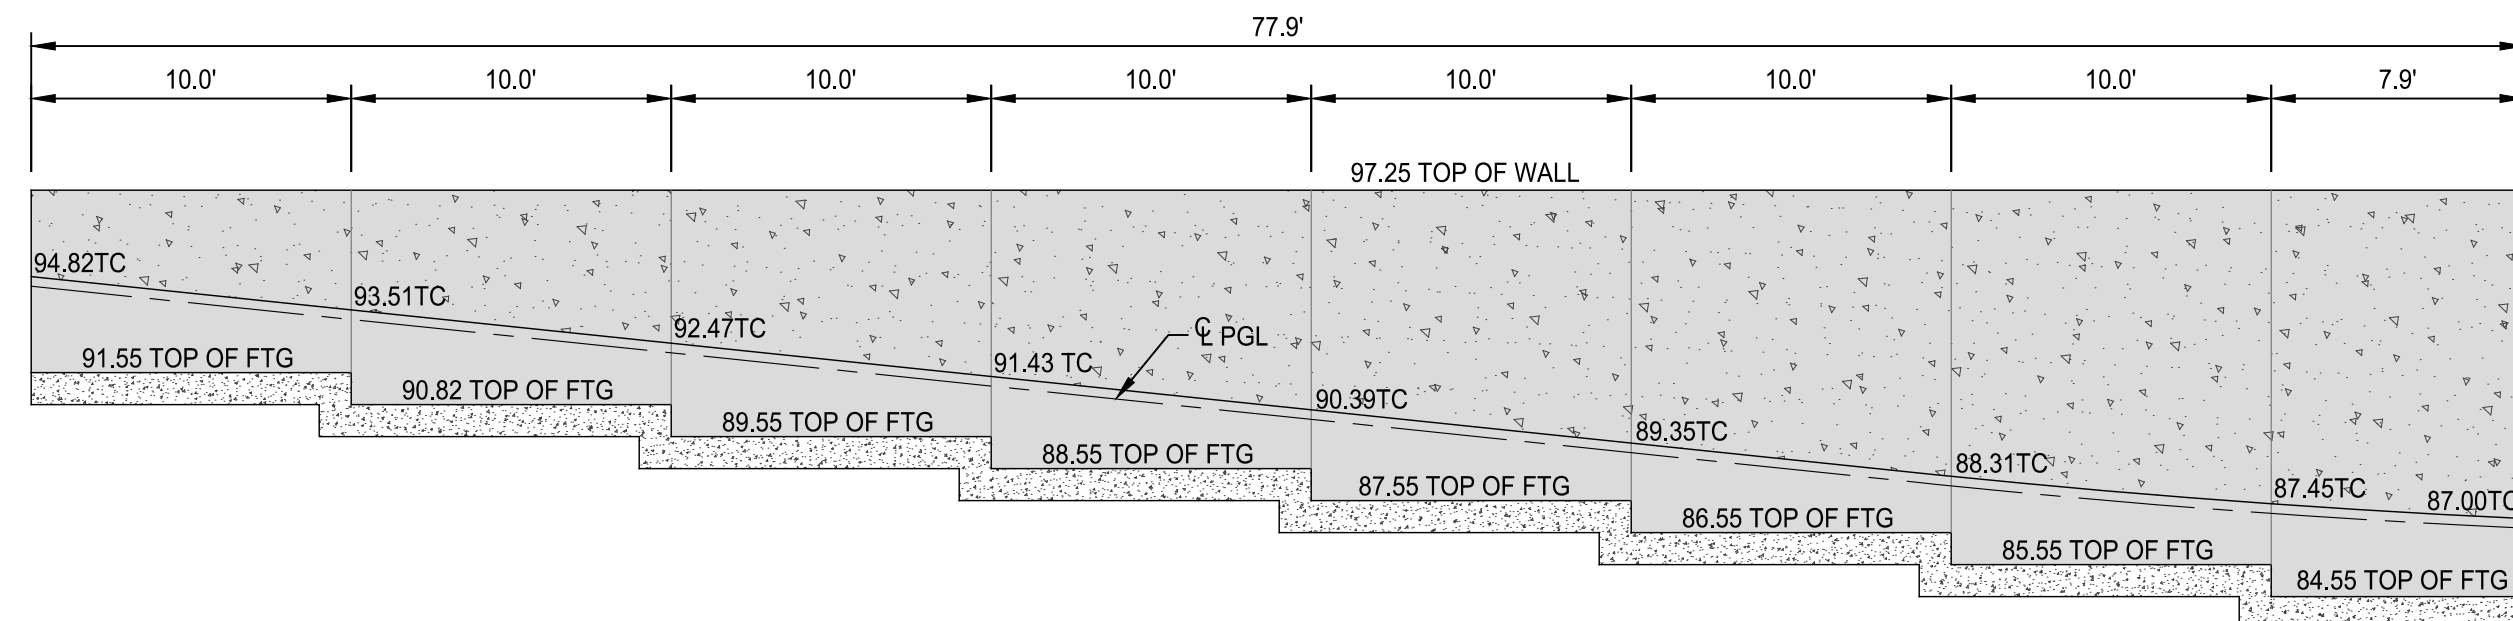 77.9'
10.0' 10.0' 10.0' 10.0' 10.0' 10.0' 10.0' 7.9'
97.25 TOP OF WALL
94.82TC
93.51TC
92.47TC
℄ PGL
91.43 TC
91.55 TOP OF FTG
90.82 TOP OF FTG
90.39TC
89.55 TOP OF FTG
89.35TC
88.55 TOP OF FTG
88.31TC
87.55 TOP OF FTG
87.45TC
87.00TC
86.55 TOP OF FTG
85.55 TOP OF FTG
84.55 TOP OF FTG